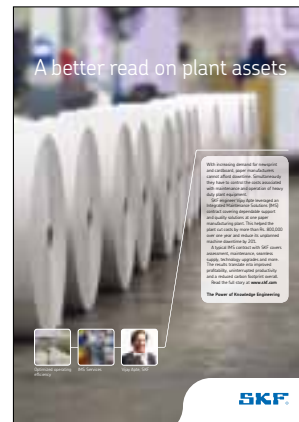 A better read on plant assets
With increasing demand for newsprint
and cardboard, paper manufacturers
cannot afford downtime. Simultaneously
they have to control the costs associated
with maintenance and operation of heavy
duty plant equipment.
SKF engineer Vijay Apte leveraged an
Integrated Maintenance Solutions (IMS)
contract covering dependable support
and quality solutions at one paper
manufacturing plant. This helped the
plant cut costs by more than Rs. 800,000
over one year and reduce its unplanned
machine downtime by 20%.
A typical IMS contract with SKF covers
assessment, maintenance, seamless
supply, technology upgrades and more.
The results translate into improved
profitability, uninterrupted productivity
and a reduced carbon footprint overall.
Read the full story at www.skf.com
The Power of Knowledge Engineering
Optimized operating
efficiency
IMS Services
Vijay Apte, SKF
SKF